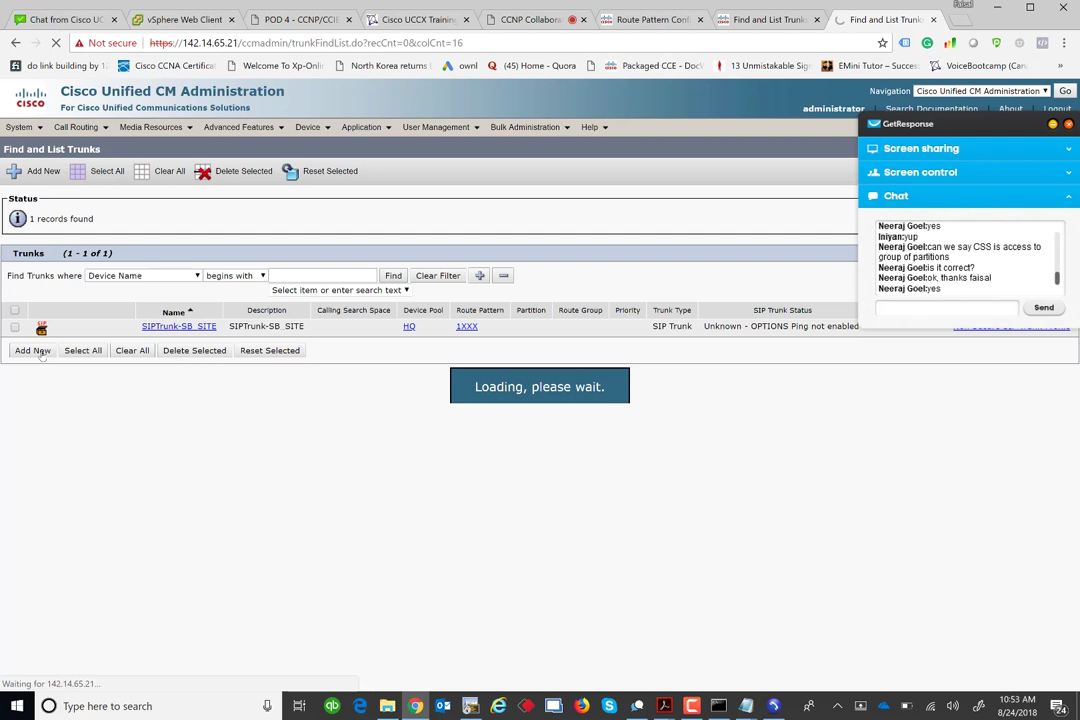 Faisal
Chat from Cisco UC
vSphere Web Client
POD 4 - CCNP/CCIE
Cisco UCCX Training
CCNP Collabora
Route Pattern Conf
Find and List Trunk
Find and List Trunk
Not secure https://142.14.65.21/ccmadmin/trunkFindList.do?recCnt=0&colCnt=16
do link building by 1
Cisco CCNA Certificat
Welcome to Xp-Onli
North Korea returns
ownl
(45) Home - Quora
Packaged CCE - Doc
13 Unmistakable Sig
EMini Tutor – Succes
VoiceBootcamp (Can
»
CISCO Cisco Unified CM Administration
For Cisco Unified Communications Solutions
Navigation Cisco Unified CM Administration Go
administrator Search Documentation About Logout
System Call Routing Media Resources Advanced Features Device Application User Management Bulk Administration Help
Find and List Trunks
Add New Select All Clear All Delete Selected Reset Selected
Status
1 records found
Trunks (1 - 1 of 1)
Find Trunks where Device Name begins with Find Clear Filter
Select item or enter search text
Name Description Calling Search Space Device Pool Route Pattern Partition Route Group Priority Trunk Type SIP Trunk Status
SIP SIPTrunk-SB_SITE SIPTrunk-SB_SITE HQ 1XXX SIP Trunk Unknown - OPTIONS Ping not enabled
Add New Select All Clear All Delete Selected Reset Selected
Loading, please wait.
GetResponse
Screen sharing
Screen control
Chat
Neeraj Goel:yes
Iniyan:yup
Neeraj Goel:can we say CSS is access to
group of partitions
Neeraj Goel:is it correct?
Neeraj Goel:ok, thanks faisal
Neeraj Goel:yes
Send
Waiting for 142.14.65.21...
Type here to search
10:53 AM
8/24/2018
24